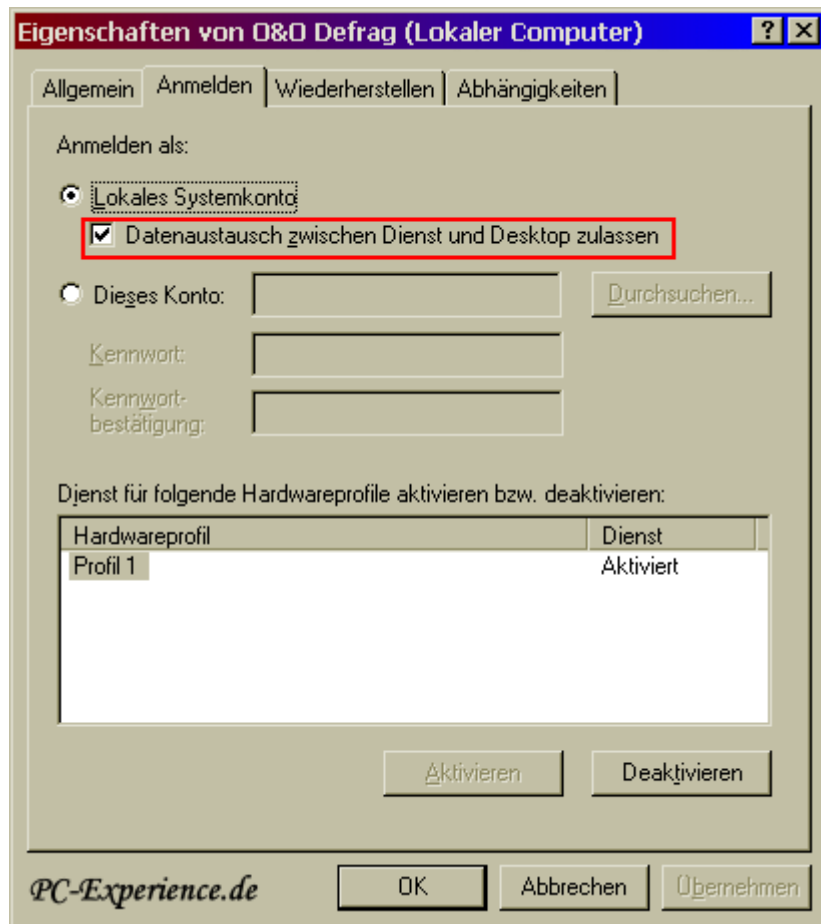 Eigenschaften von O&O Defrag (Lokaler Computer)
Allgemein Anmelden Wiederherstellen Abhängigkeiten
Anmelden als:
Lokales Systemkonto
Datenaustausch zwischen Dienst und Desktop zulassen
Dieses Konto: Durchsuchen...
Kennwort:
Kennwort-
bestätigung:
Dienst für folgende Hardwareprofile aktivieren bzw. deaktivieren:
Hardwareprofil Dienst
Profil 1 Aktiviert
Aktivieren Deaktivieren
PC-Experience.de OK Abbrechen Übernehmen